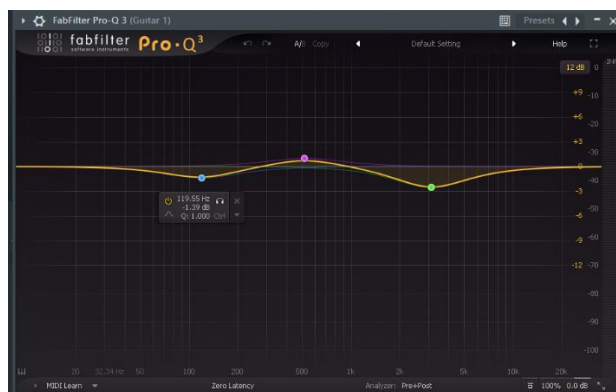 FabFilter Pro-Q 3 (Guitar 1) Presets
fabfilter Pro·Q³ A/B Copy Default Setting Help
software instruments
12 dB 0
+9 -10
+6 -20
+3 -30
0 -40
-3 -50
-6
-9 -60
-12 -70
-80
-90
-100
119.55 Hz
-1.39 dB
Q: 1.000 Ctrl
20 32.34 Hz 50 100 200 500 1k 2k 5k 10k 20k
MIDI Learn Zero Latency Analyzer: Pre+Post 100% 0.0 dB